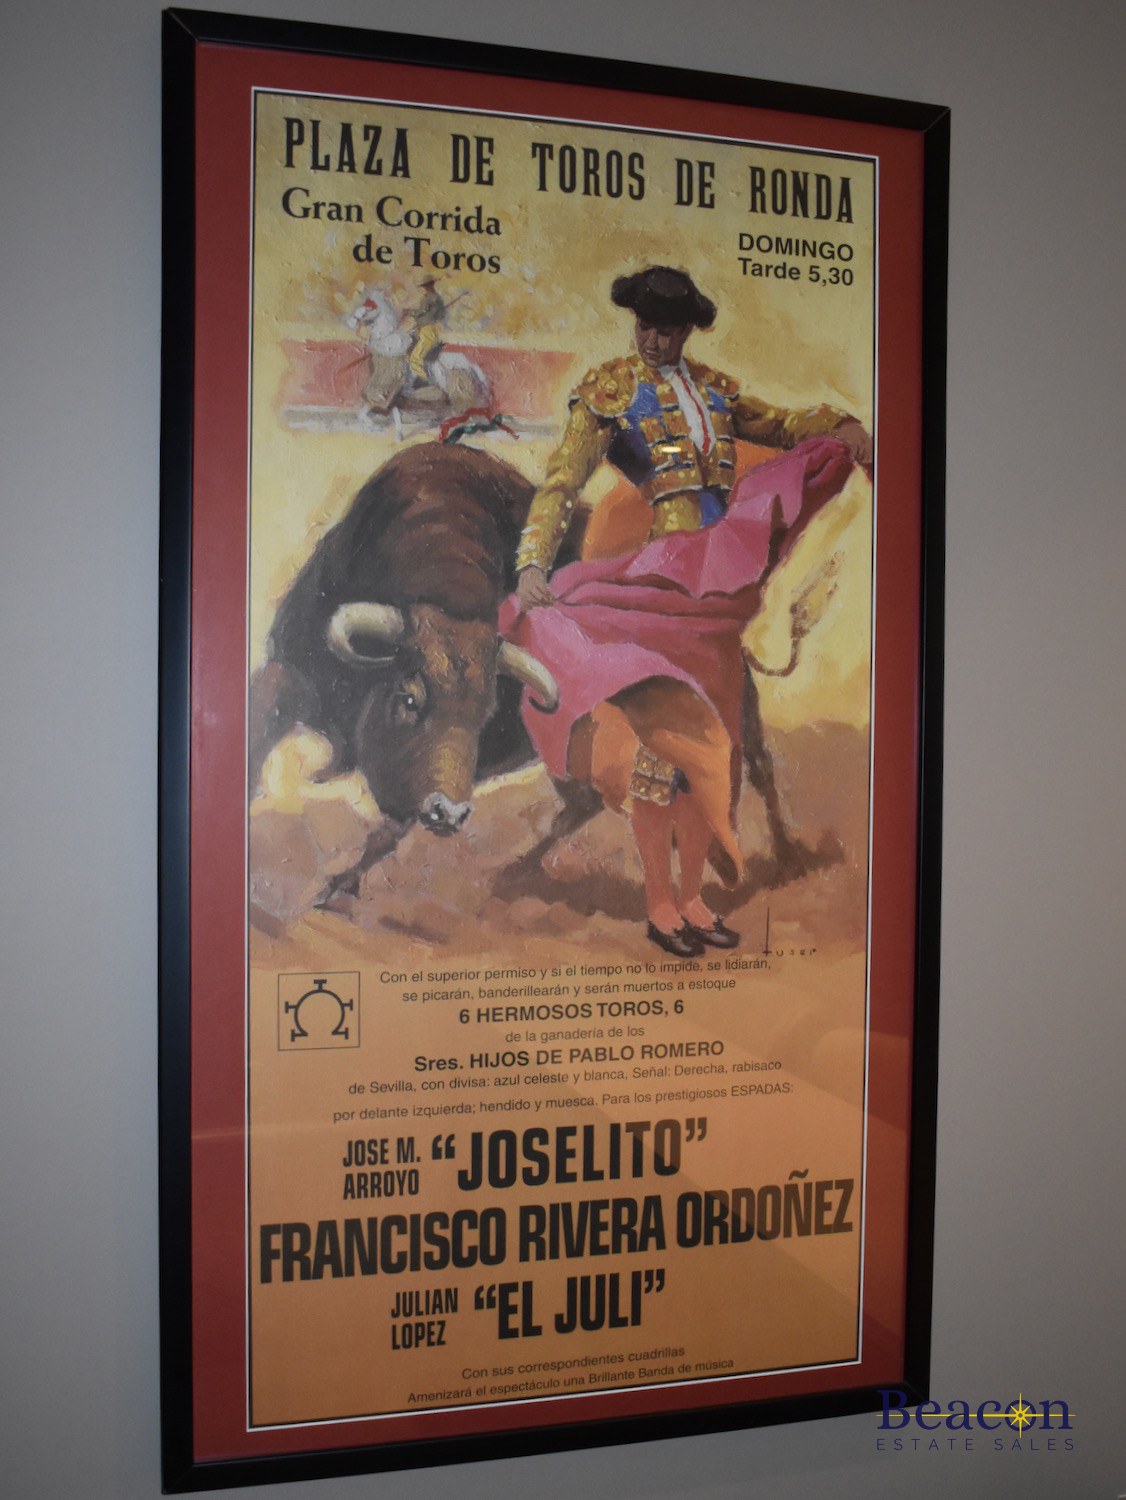 PLAZA DE TOROS DE RONDA
Gran Corrida
de Toros
DOMINGO
Tarde 5,30
Con el superior permiso y si el tiempo no lo impide, se lidiarán,
se picarán, banderillearán y serán muertos a estoque
6 HERMOSOS TOROS, 6
de la ganadería de los
Sres. HIJOS DE PABLO ROMERO
de Sevilla, con divisa: azul celeste y blanca, Señal: Derecha, rabisaco
por delante izquierda; hendido y muesca. Para los prestigiosos ESPADAS:
JOSE M. ARROYO "JOSELITO"
FRANCISCO RIVERA ORDOÑEZ
JULIAN LOPEZ "EL JULI"
Con sus correspondientes cuadrillas
Amenizará el espectáculo una Brillante Banda de música
Beacon
ESTATE SALES